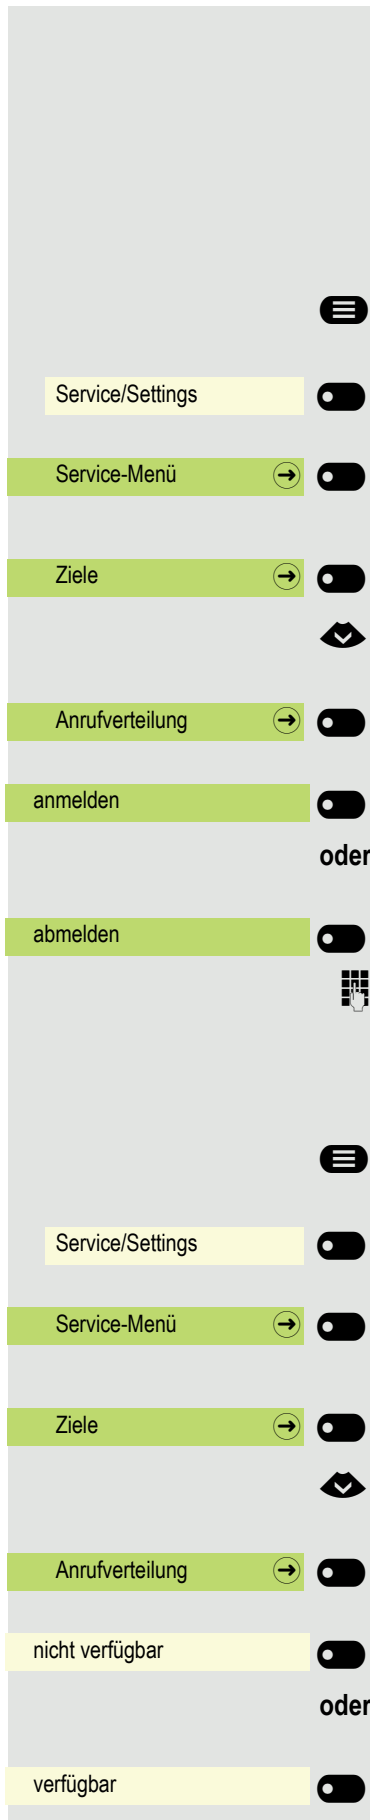 Service/Settings
Service-Menü
Ziele
Anrufverteilung
anmelden
oder
abmelden
Service/Settings
Service-Menü
Ziele
Anrufverteilung
nicht verfügbar
oder
verfügbar